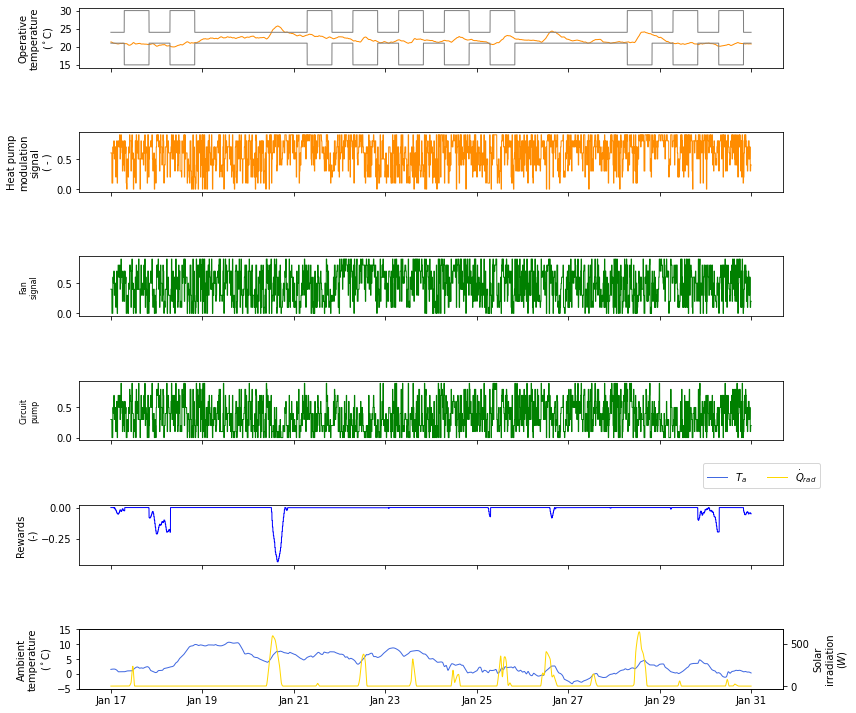 Operative
temperature
(°C)
30
25
20
15
Heat pump
modulation
signal
( - )
0.5
0.0
Fan
signal
0.5
0.0
Circuit
pump
0.5
0.0
T_a
Q̇_rad
Rewards
(-)
0.00
−0.25
Ambient
temperature
(°C)
15
10
5
0
−5
500
0
Solar
irradiation
(W)
Jan 17 Jan 19 Jan 21 Jan 23 Jan 25 Jan 27 Jan 29 Jan 31